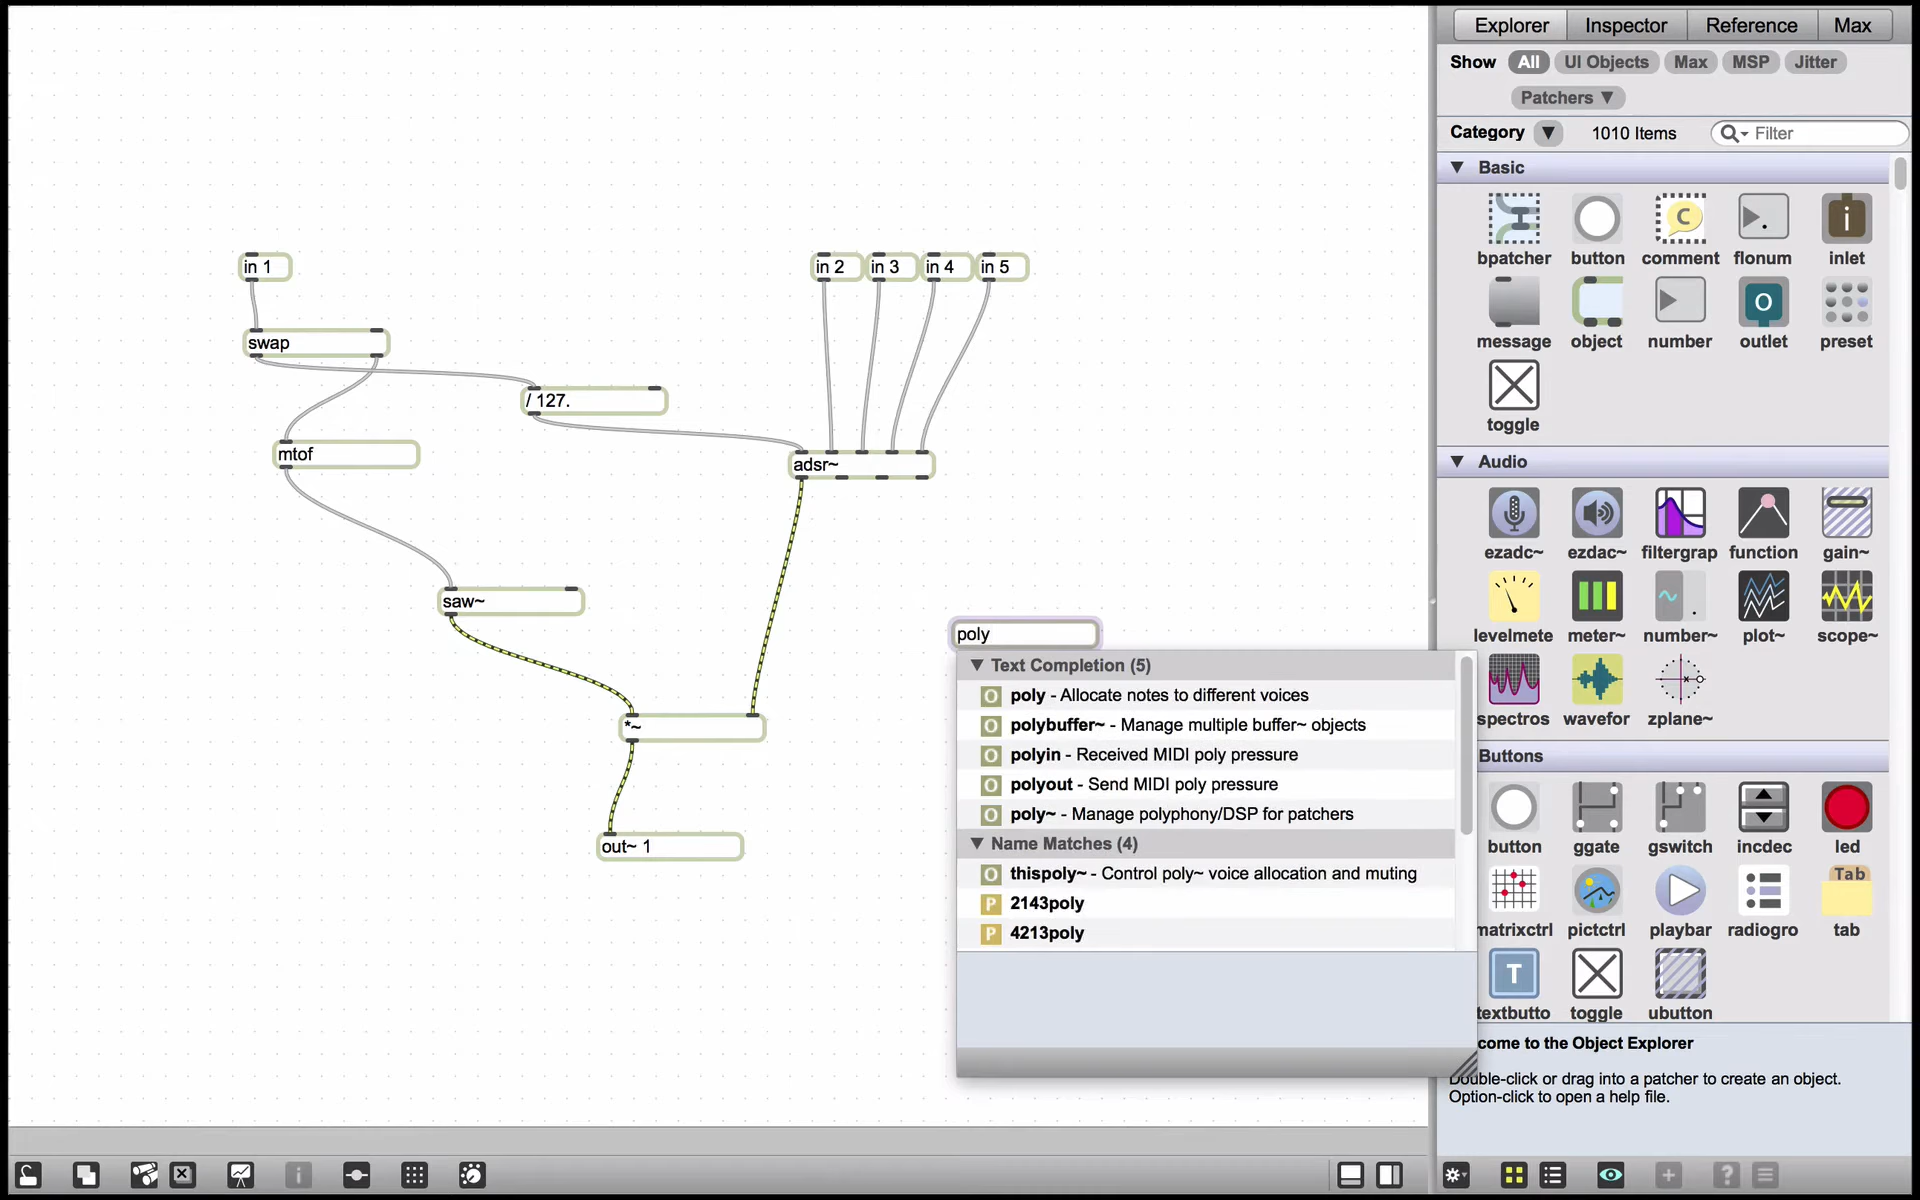 Explorer Inspector Reference Max
Show All UI Objects Max MSP Jitter
Patchers ▼
Category ▼ 1010 Items Filter
Basic
bpatcher button comment flonum inlet
message object number outlet preset
toggle
Audio
ezadc~ ezdac~ filtergrap function gain~
levelmete meter~ number~ plot~ scope~
spectros wavefor zplane~
Buttons
button ggate gswitch incdec led
Tab
matrixctrl pictctrl playbar radiogro tab
T
textbutto toggle ubutton
come to the Object Explorer
Double-click or drag into a patcher to create an object.
Option-click to open a help file.
in 1
in 2 in 3 in 4 in 5
swap
/ 127.
mtof
adsr~
saw~
*~
out~ 1
poly
Text Completion (5)
poly - Allocate notes to different voices
polybuffer~ - Manage multiple buffer~ objects
polyin - Received MIDI poly pressure
polyout - Send MIDI poly pressure
poly~ - Manage polyphony/DSP for patchers
Name Matches (4)
thispoly~ - Control poly~ voice allocation and muting
2143poly
4213poly